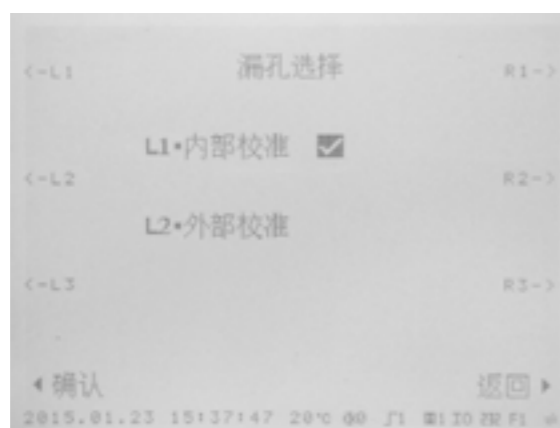 <-L1 漏孔选择 R1->
L1•内部校准
<-L2 R2->
L2•外部校准
<-L3 R3->
确认 返回
2015.01.23 15:37:47 20℃